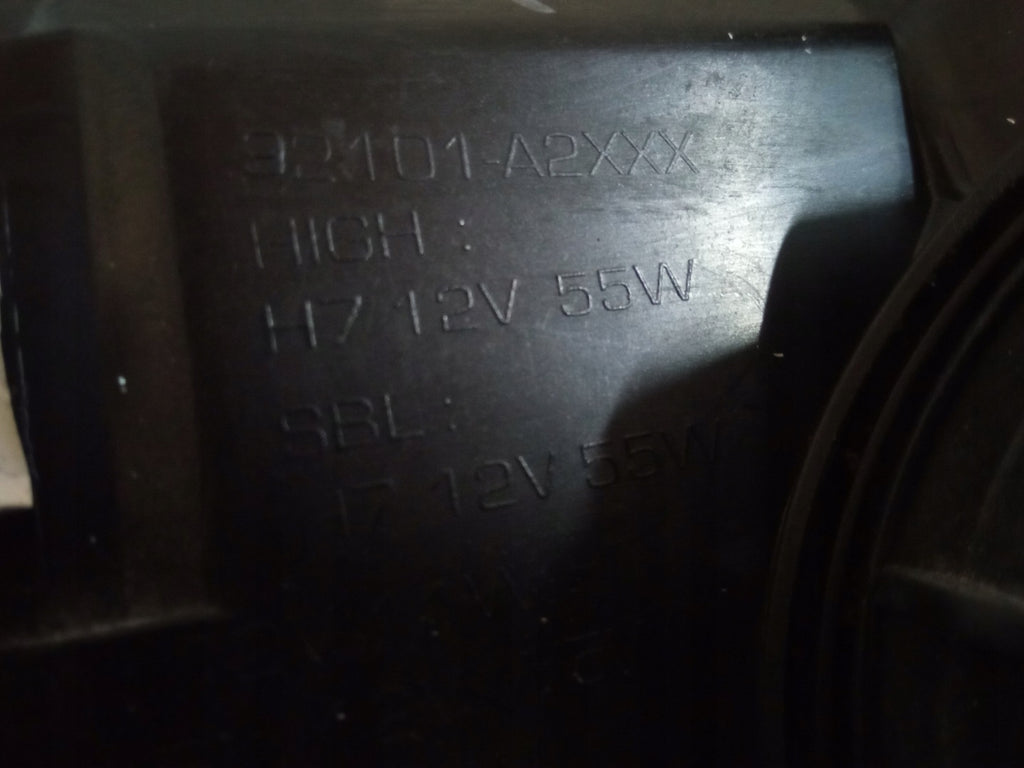 92101-A2XXX
HIGH :
H7 12V 55W
SBL :
H7 12V 55W